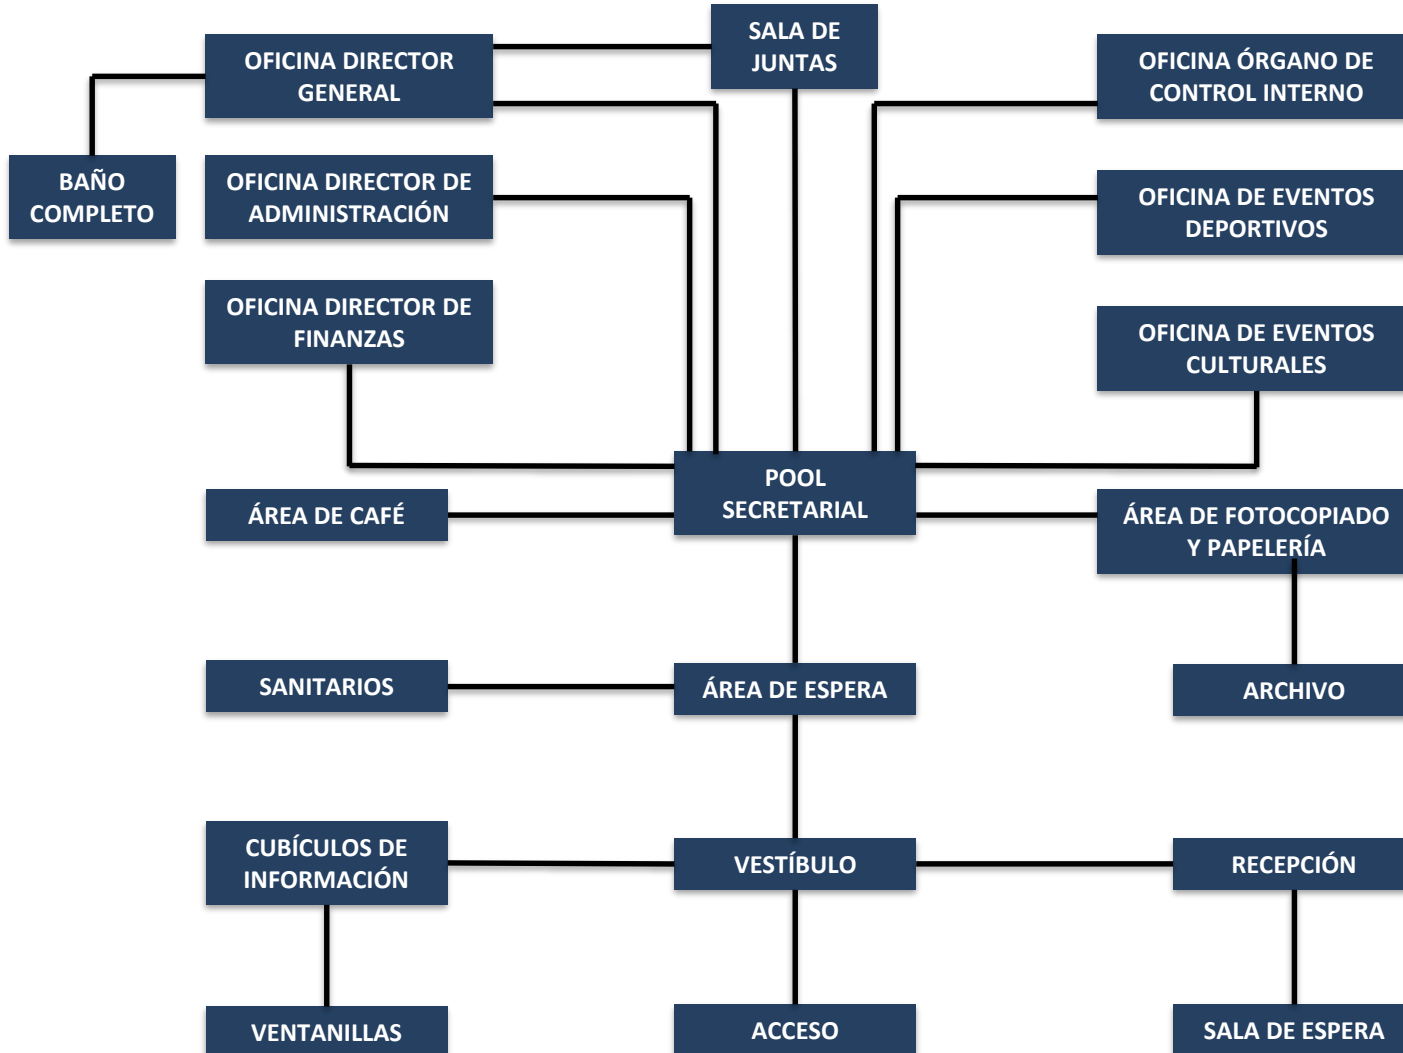 SALA DE
JUNTAS
OFICINA DIRECTOR
GENERAL
OFICINA ÓRGANO DE
CONTROL INTERNO
BAÑO
COMPLETO
OFICINA DIRECTOR DE
ADMINISTRACIÓN
OFICINA DE EVENTOS
DEPORTIVOS
OFICINA DIRECTOR DE
FINANZAS
OFICINA DE EVENTOS
CULTURALES
POOL
SECRETARIAL
ÁREA DE CAFÉ
ÁREA DE FOTOCOPIADO
Y PAPELERÍA
SANITARIOS
ÁREA DE ESPERA
ARCHIVO
CUBÍCULOS DE
INFORMACIÓN
VESTÍBULO
RECEPCIÓN
VENTANILLAS
ACCESO
SALA DE ESPERA